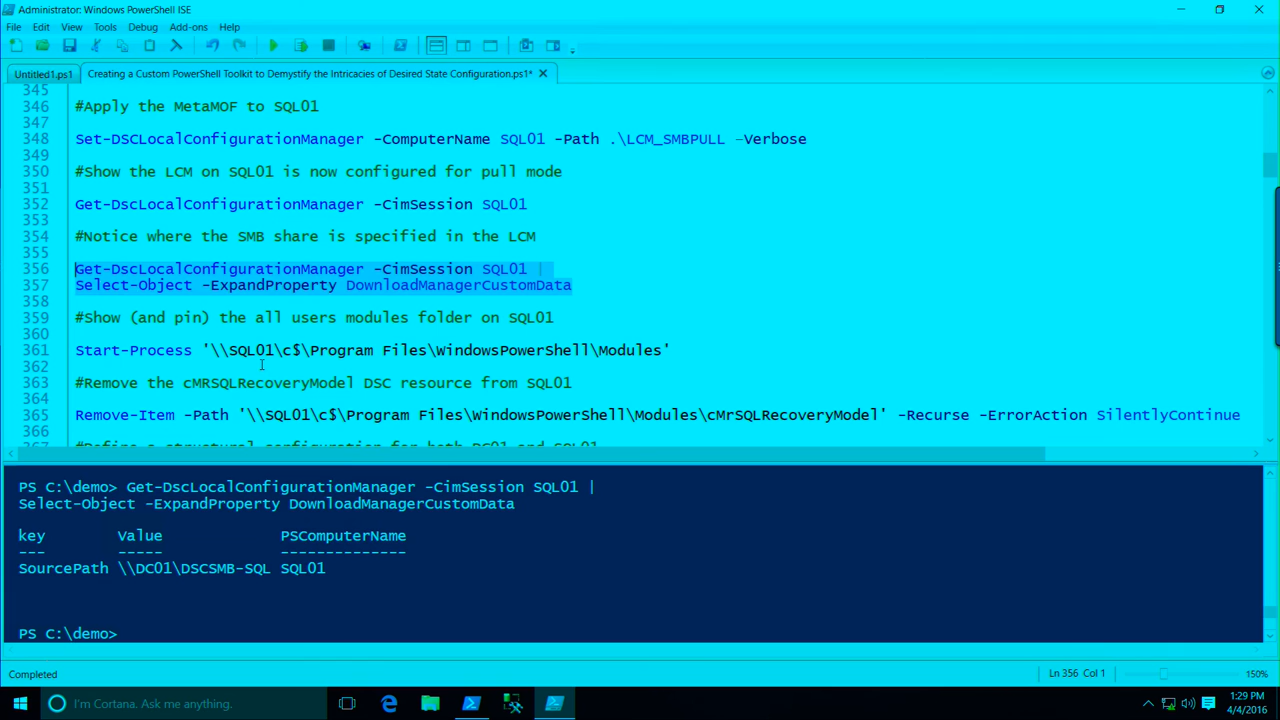 Administrator: Windows PowerShell ISE
File Edit View Tools Debug Add-ons Help
Untitled1.ps1 Creating a Custom PowerShell Toolkit to Demystify the Intricacies of Desired State Configuration.ps1*
345
346 #Apply the MetaMOF to SQL01
347
348 Set-DSCLocalConfigurationManager -ComputerName SQL01 -Path .\LCM_SMBPULL –Verbose
349
350 #Show the LCM on SQL01 is now configured for pull mode
351
352 Get-DscLocalConfigurationManager -CimSession SQL01
353
354 #Notice where the SMB share is specified in the LCM
355
356 Get-DscLocalConfigurationManager -CimSession SQL01 |
357 Select-Object -ExpandProperty DownloadManagerCustomData
358
359 #Show (and pin) the all users modules folder on SQL01
360
361 Start-Process '\\SQL01\c$\Program Files\WindowsPowerShell\Modules'
362
363 #Remove the cMRSQLRecoveryModel DSC resource from SQL01
364
365 Remove-Item -Path '\\SQL01\c$\Program Files\WindowsPowerShell\Modules\cMrSQLRecoveryModel' -Recurse -ErrorAction SilentlyContinue
366
367 #Define a structural configuration for both DC01 and SQL01
PS C:\demo> Get-DscLocalConfigurationManager -CimSession SQL01 |
Select-Object -ExpandProperty DownloadManagerCustomData
key Value PSComputerName
--- ----- --------------
SourcePath \\DC01\DSCSMB-SQL SQL01
PS C:\demo>
Completed Ln 356 Col 1 150%
I'm Cortana. Ask me anything. 1:29 PM
4/4/2016